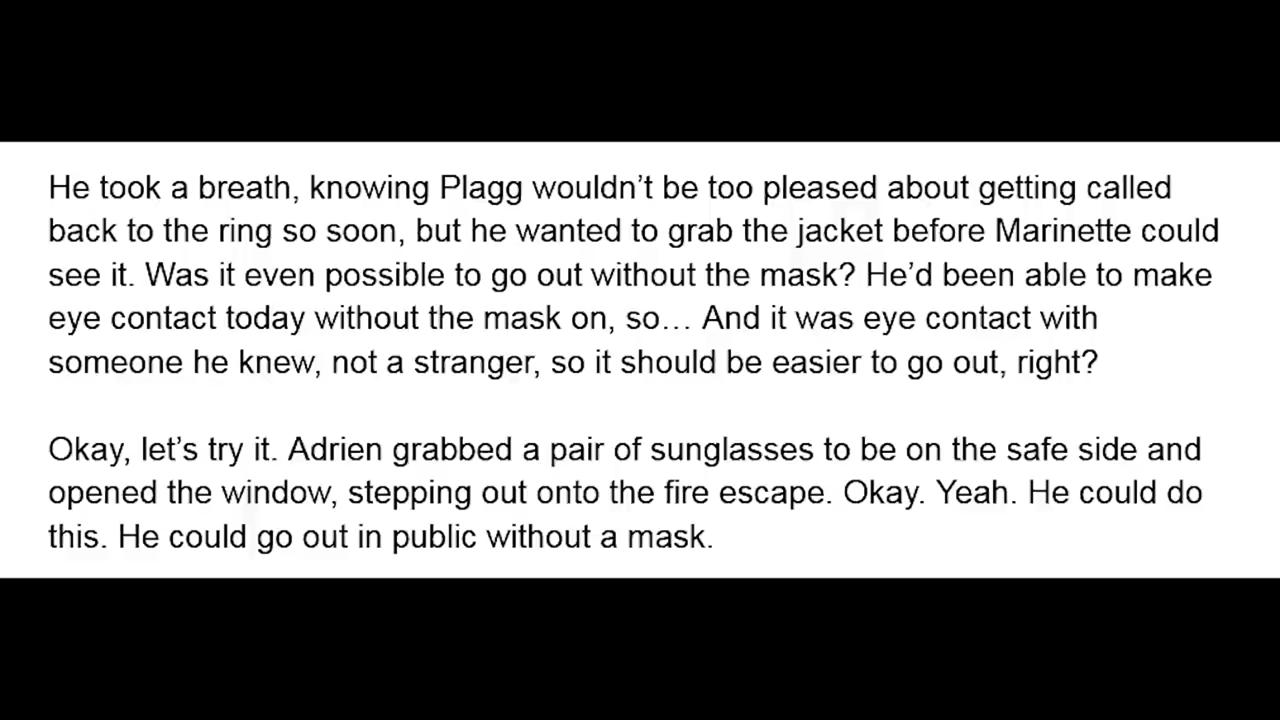 He took a breath, knowing Plagg wouldn’t be too pleased about getting called
back to the ring so soon, but he wanted to grab the jacket before Marinette could
see it. Was it even possible to go out without the mask? He’d been able to make
eye contact today without the mask on, so… And it was eye contact with
someone he knew, not a stranger, so it should be easier to go out, right?
Okay, let’s try it. Adrien grabbed a pair of sunglasses to be on the safe side and
opened the window, stepping out onto the fire escape. Okay. Yeah. He could do
this. He could go out in public without a mask.